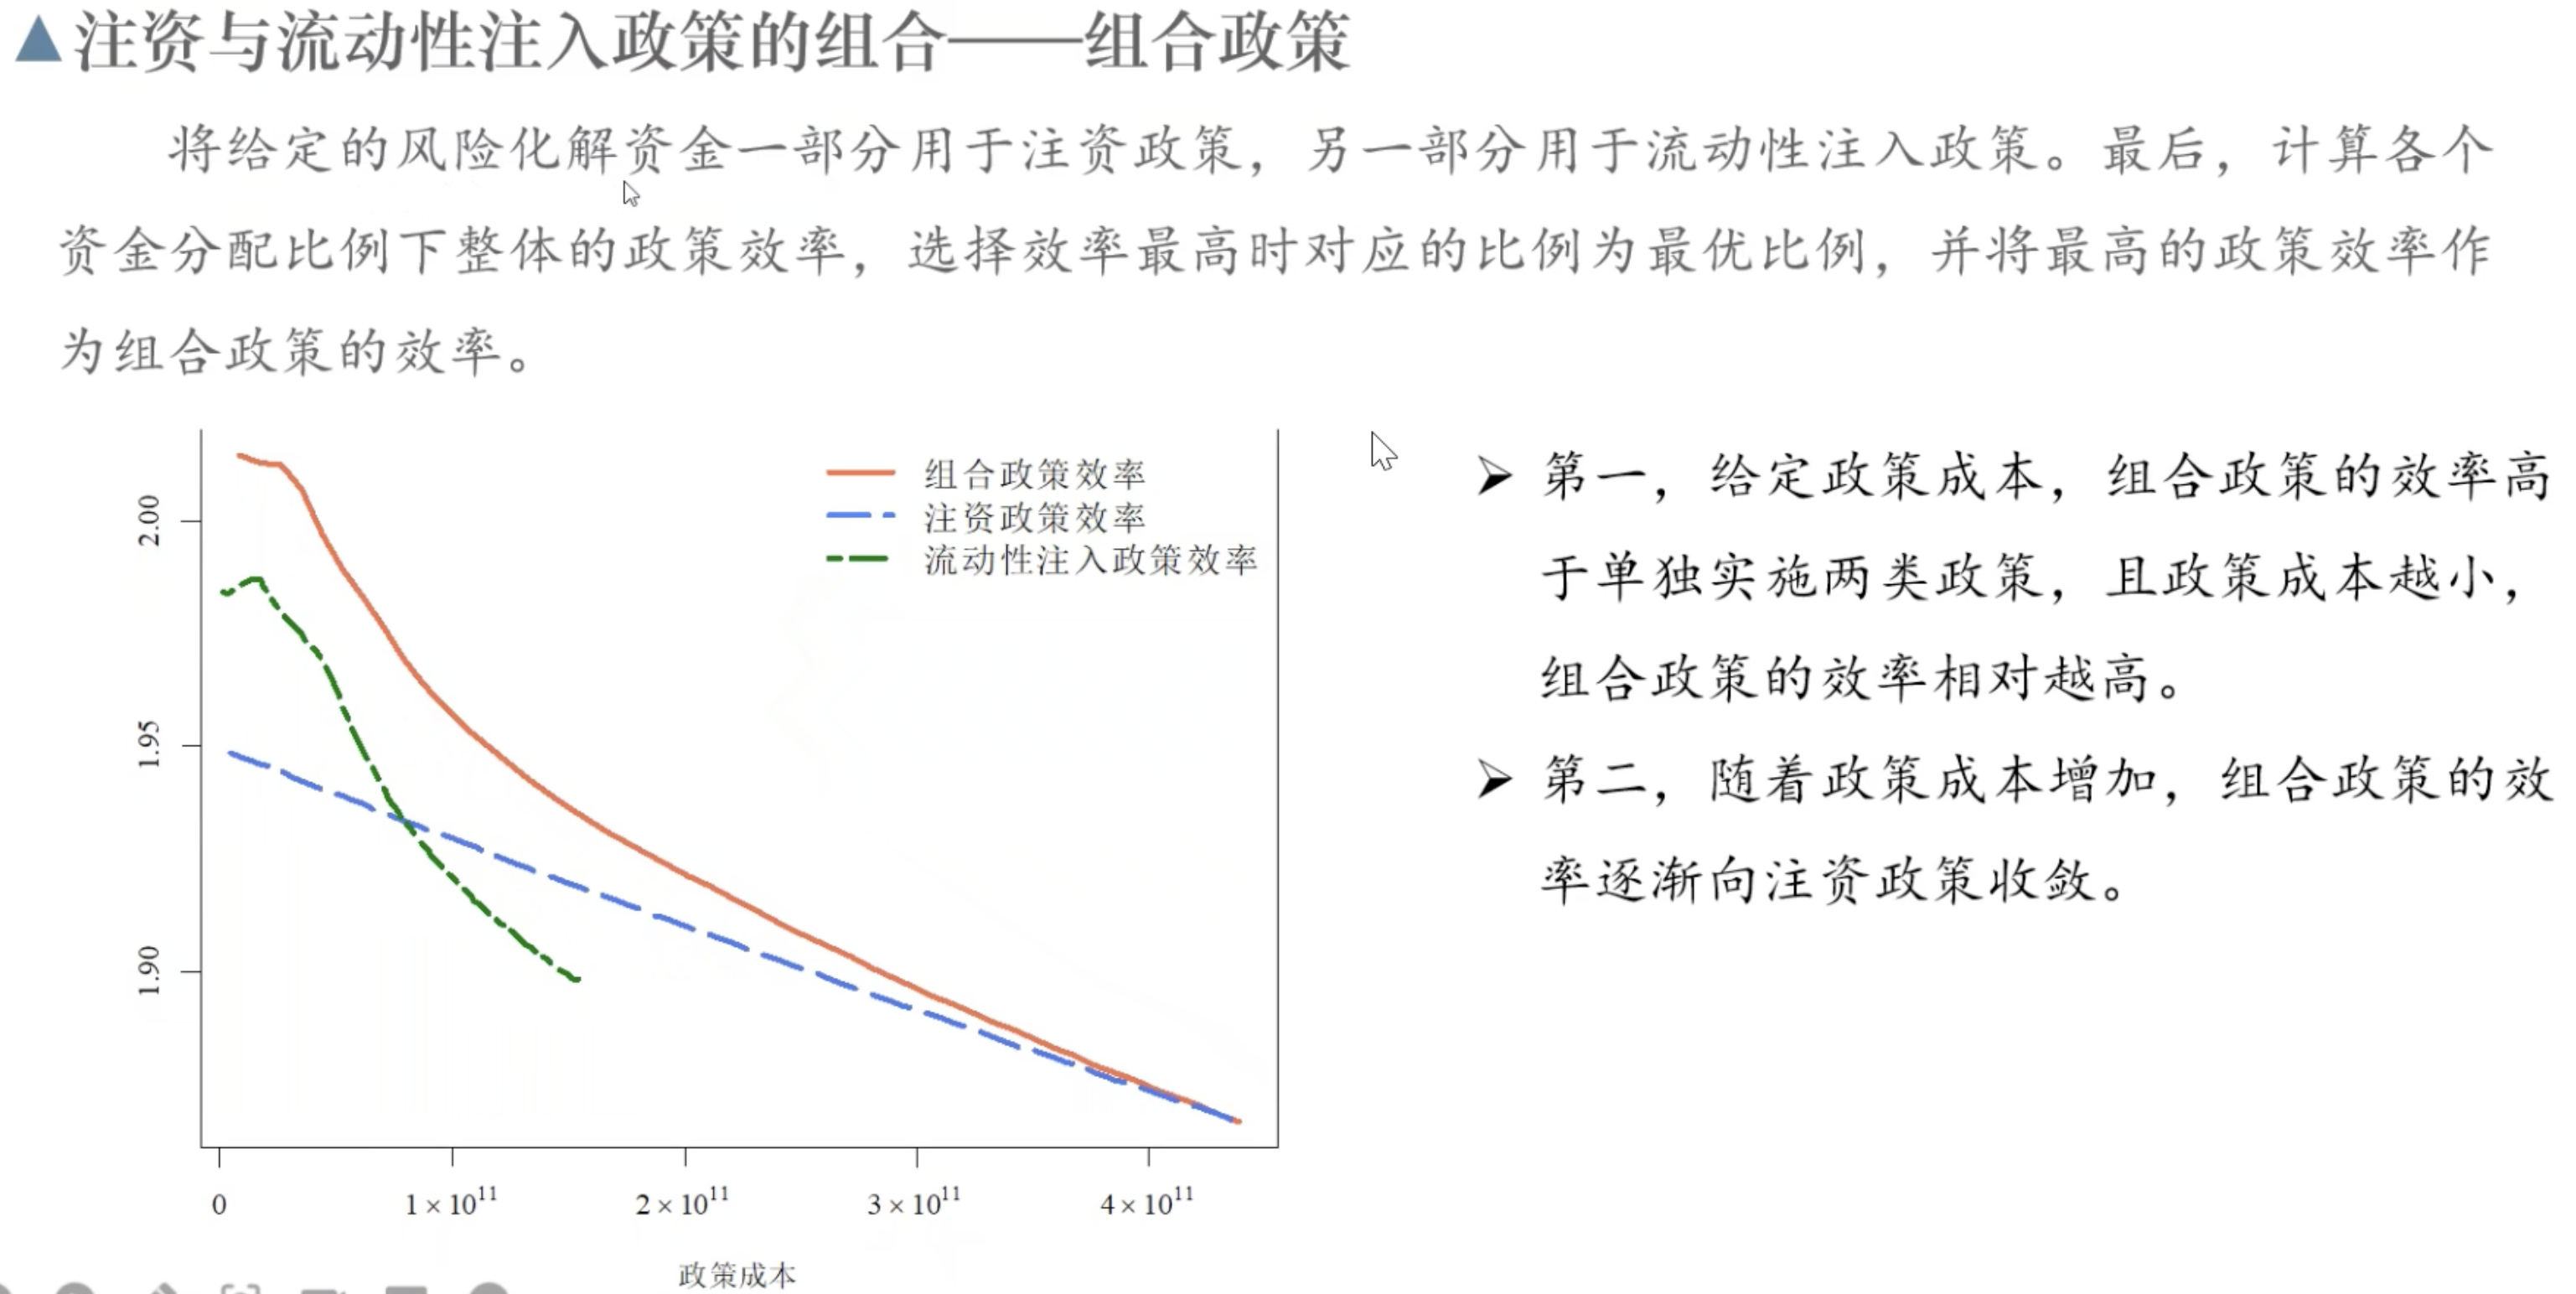 ▲注资与流动性注入政策的组合——组合政策
将给定的风险化解资金一部分用于注资政策，另一部分用于流动性注入政策。最后，计算各个
资金分配比例下整体的政策效率，选择效率最高时对应的比例为最优比例，并将最高的政策效率作
为组合政策的效率。
组合政策效率
注资政策效率
流动性注入政策效率
2.00
1.95
1.90
0
1×10¹¹
2×10¹¹
3×10¹¹
4×10¹¹
政策成本
➢ 第一，给定政策成本，组合政策的效率高
于单独实施两类政策，且政策成本越小，
组合政策的效率相对越高。
➢ 第二，随着政策成本增加，组合政策的效
率逐渐向注资政策收敛。